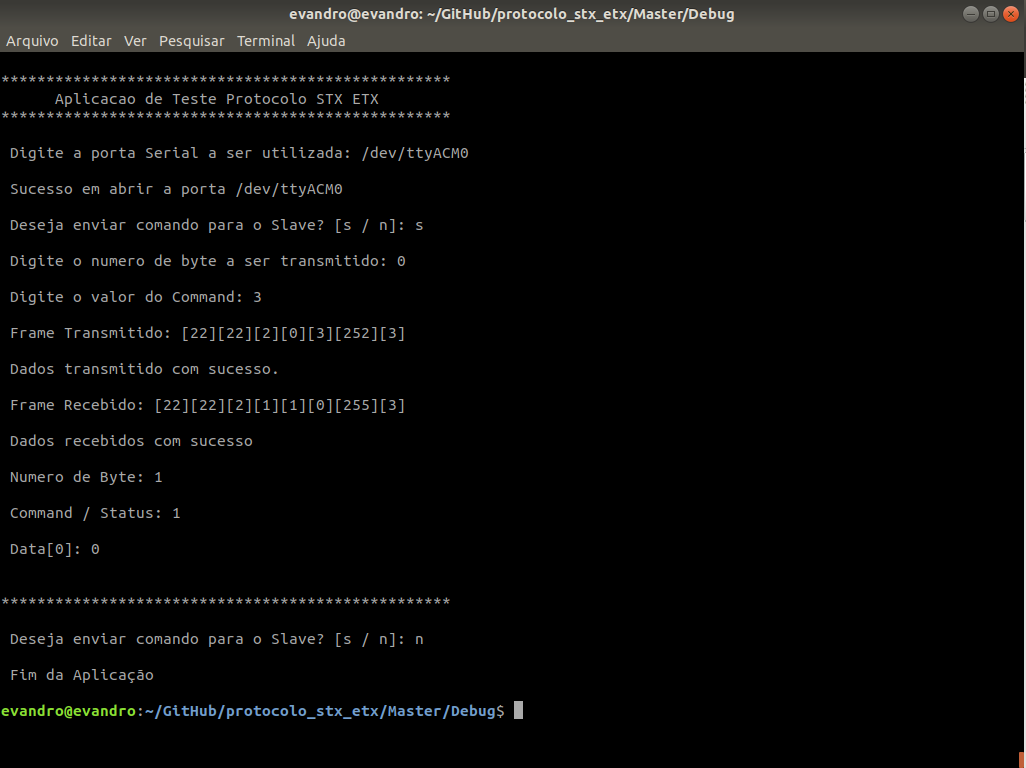 evandro@evandro: ~/GitHub/protocolo_stx_etx/Master/Debug
Arquivo Editar Ver Pesquisar Terminal Ajuda
**************************************************
Aplicacao de Teste Protocolo STX ETX
**************************************************
Digite a porta Serial a ser utilizada: /dev/ttyACM0
Sucesso em abrir a porta /dev/ttyACM0
Deseja enviar comando para o Slave? [s / n]: s
Digite o numero de byte a ser transmitido: 0
Digite o valor do Command: 3
Frame Transmitido: [22][22][2][0][3][252][3]
Dados transmitido com sucesso.
Frame Recebido: [22][22][2][1][1][0][255][3]
Dados recebidos com sucesso
Numero de Byte: 1
Command / Status: 1
Data[0]: 0
**************************************************
Deseja enviar comando para o Slave? [s / n]: n
Fim da Aplicação
evandro@evandro:~/GitHub/protocolo_stx_etx/Master/Debug$